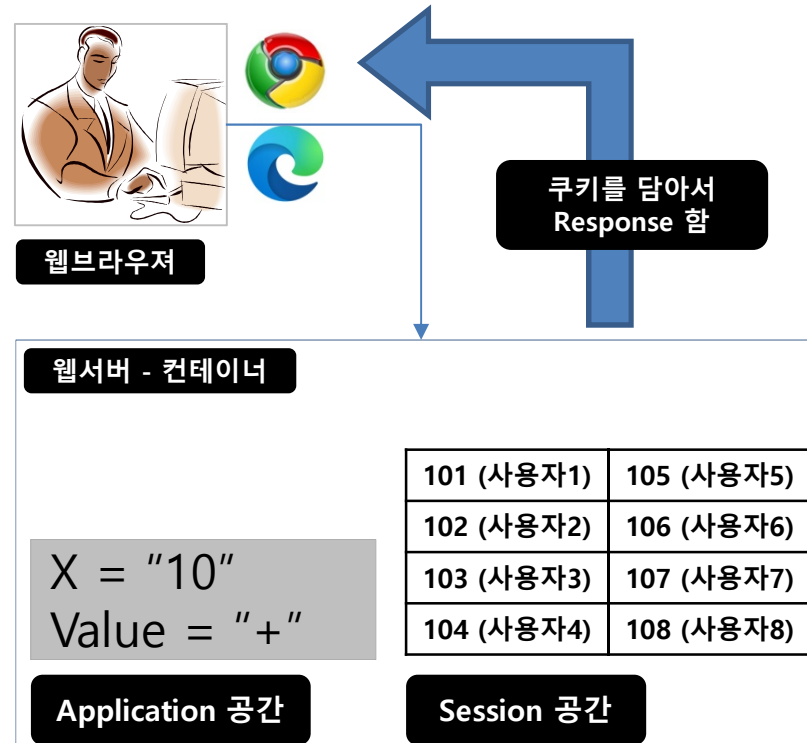 쿠키를 담아서
Response 함
웹브라우져
웹서버 - 컨테이너
101 (사용자1) 105 (사용자5)
102 (사용자2) 106 (사용자6)
103 (사용자3) 107 (사용자7)
104 (사용자4) 108 (사용자8)
X = "10"
Value = "+"
Application 공간
Session 공간